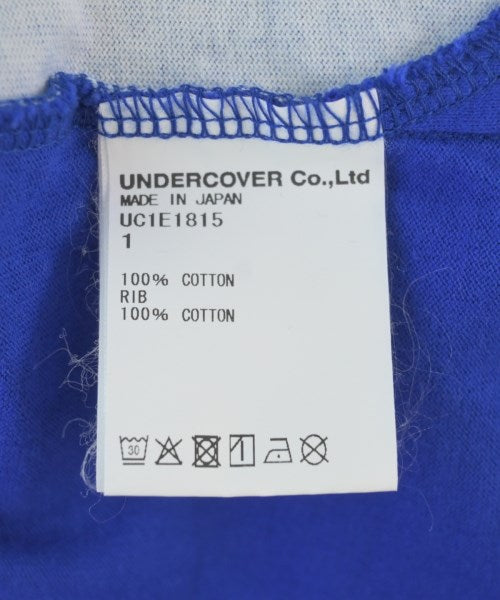 UNDERCOVER Co.,Ltd
MADE IN JAPAN
UC1E1815
1
100% COTTON
RIB
100% COTTON
30